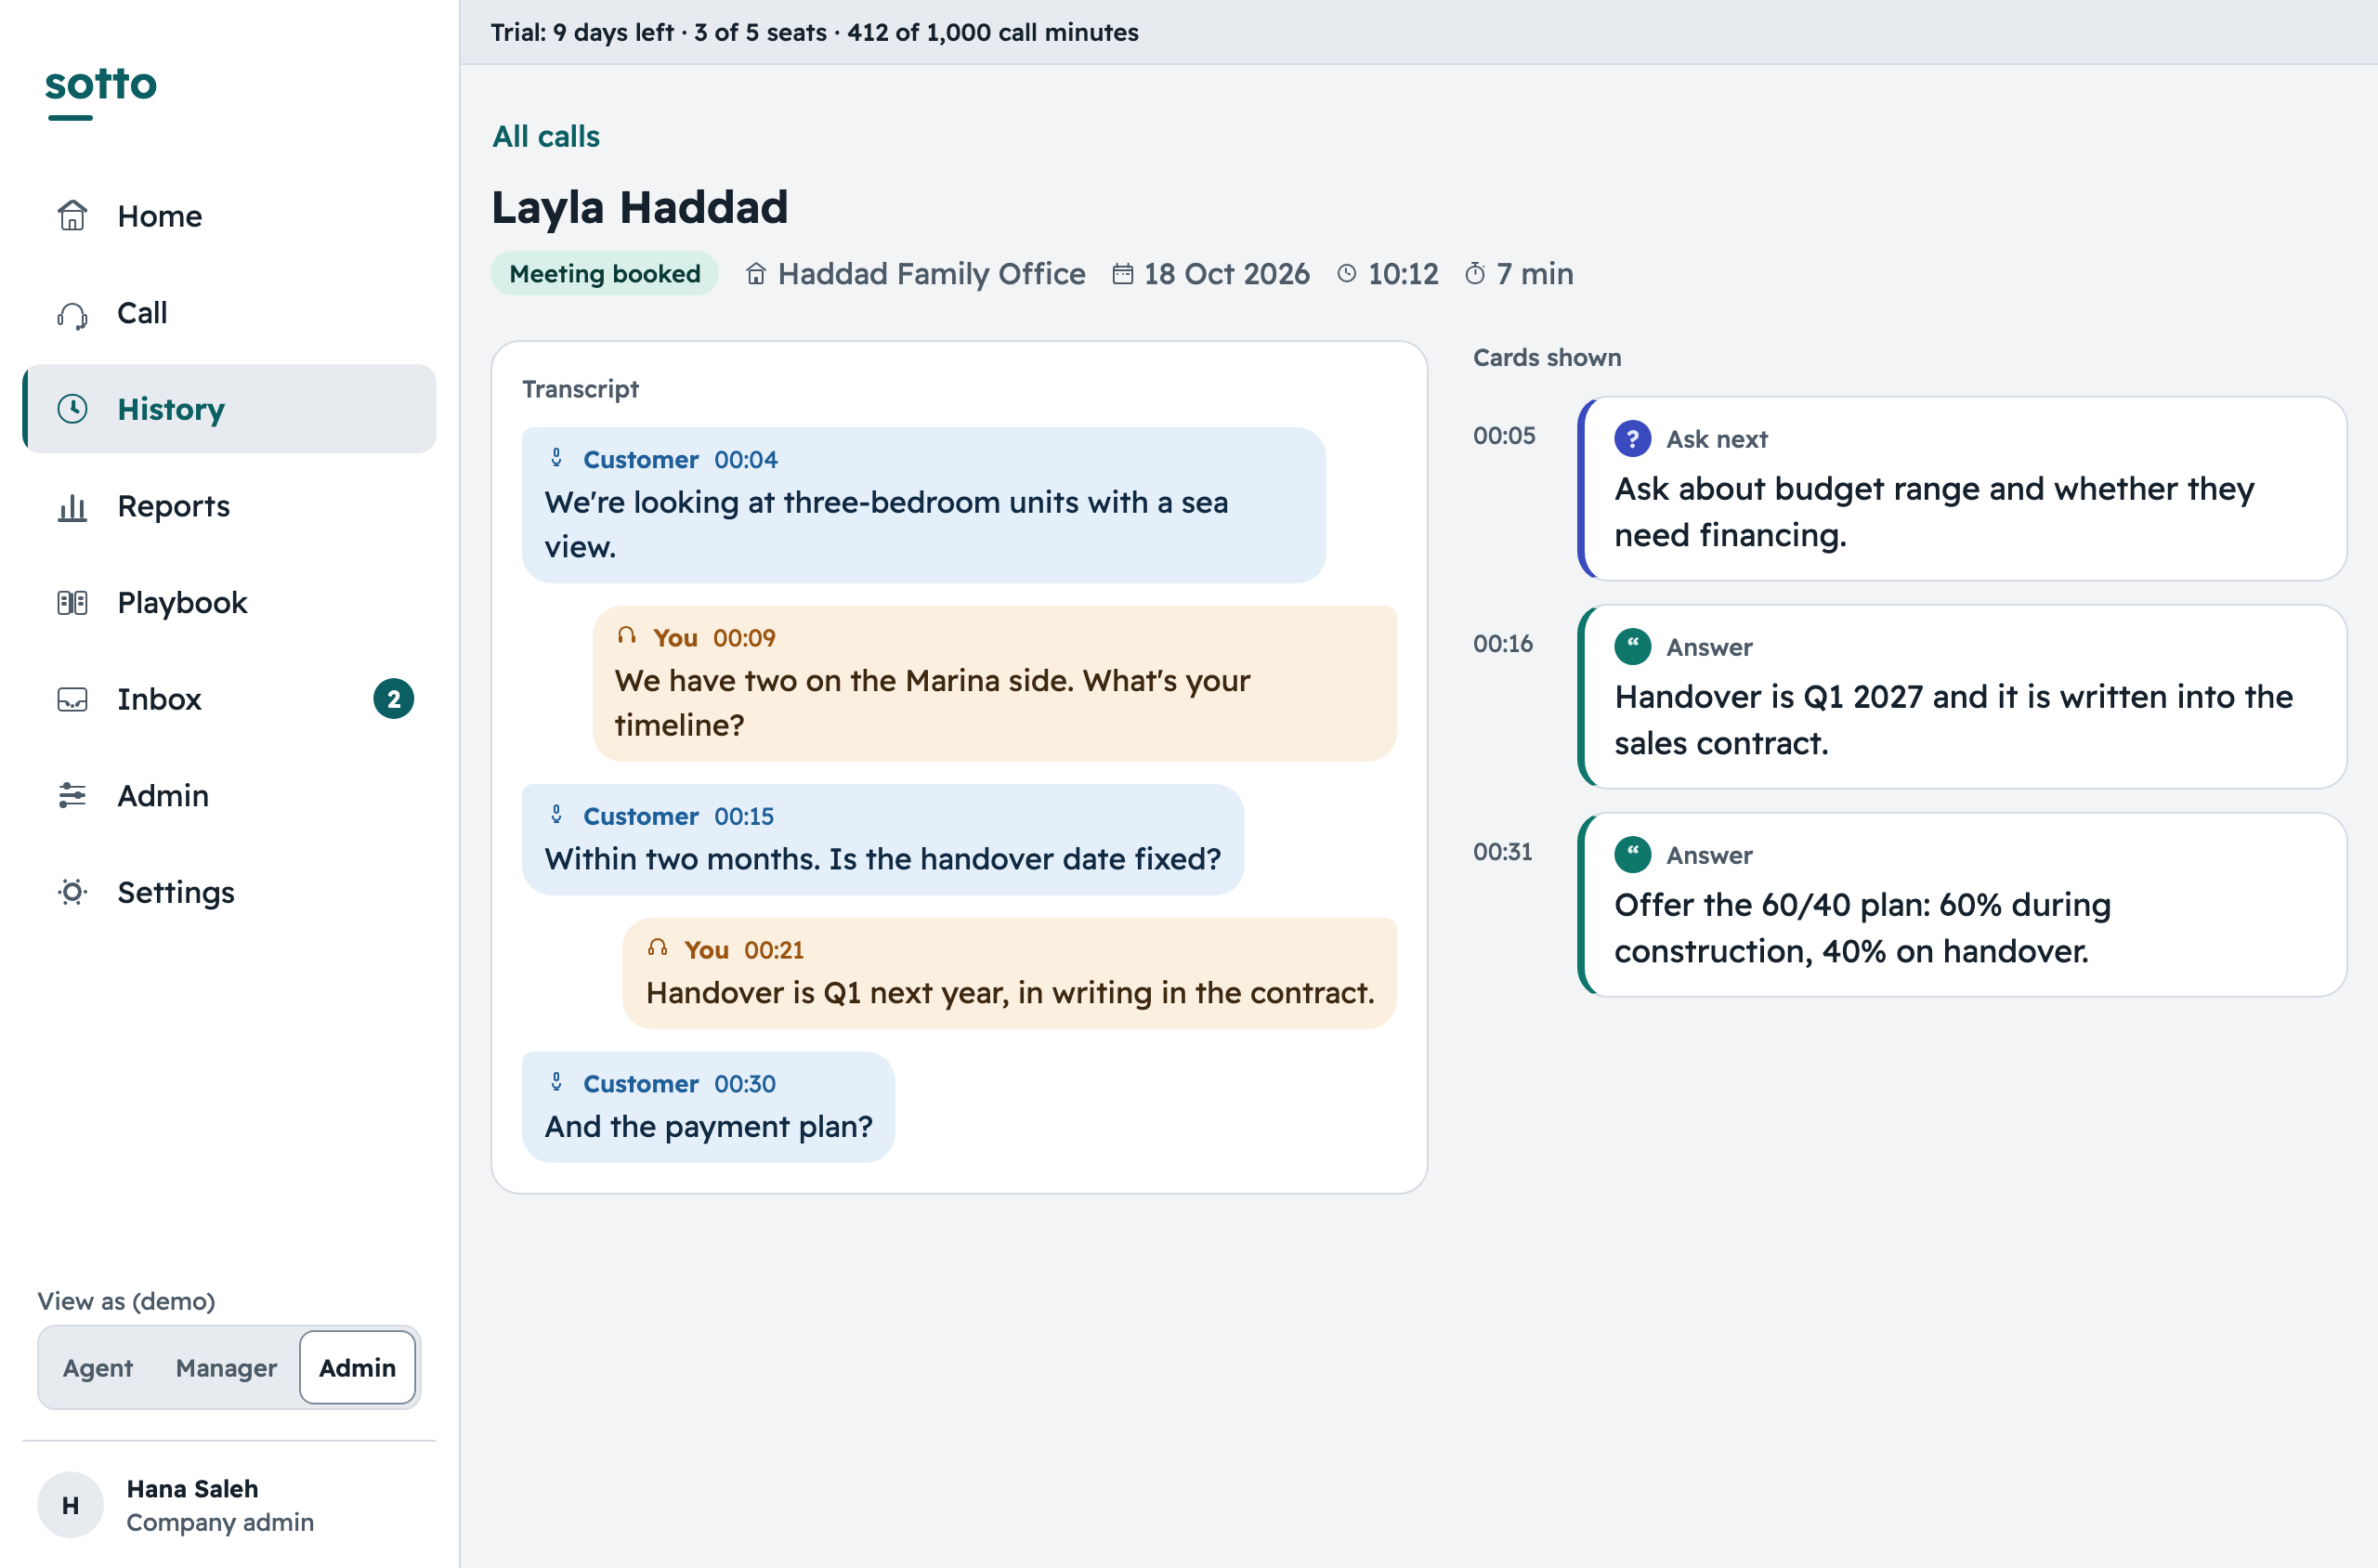 Trial: 9 days left · 3 of 5 seats · 412 of 1,000 call minutes
sotto
Home
Call
History
Reports
Playbook
Inbox 2
Admin
Settings
View as (demo)
Agent Manager Admin
H
Hana Saleh
Company admin
All calls
Layla Haddad
Meeting booked Haddad Family Office 18 Oct 2026 10:12 7 min
Transcript
Customer 00:04
We're looking at three-bedroom units with a sea
view.
You 00:09
We have two on the Marina side. What's your
timeline?
Customer 00:15
Within two months. Is the handover date fixed?
You 00:21
Handover is Q1 next year, in writing in the contract.
Customer 00:30
And the payment plan?
Cards shown
00:05
? Ask next
Ask about budget range and whether they
need financing.
00:16
“ Answer
Handover is Q1 2027 and it is written into the
sales contract.
00:31
“ Answer
Offer the 60/40 plan: 60% during
construction, 40% on handover.